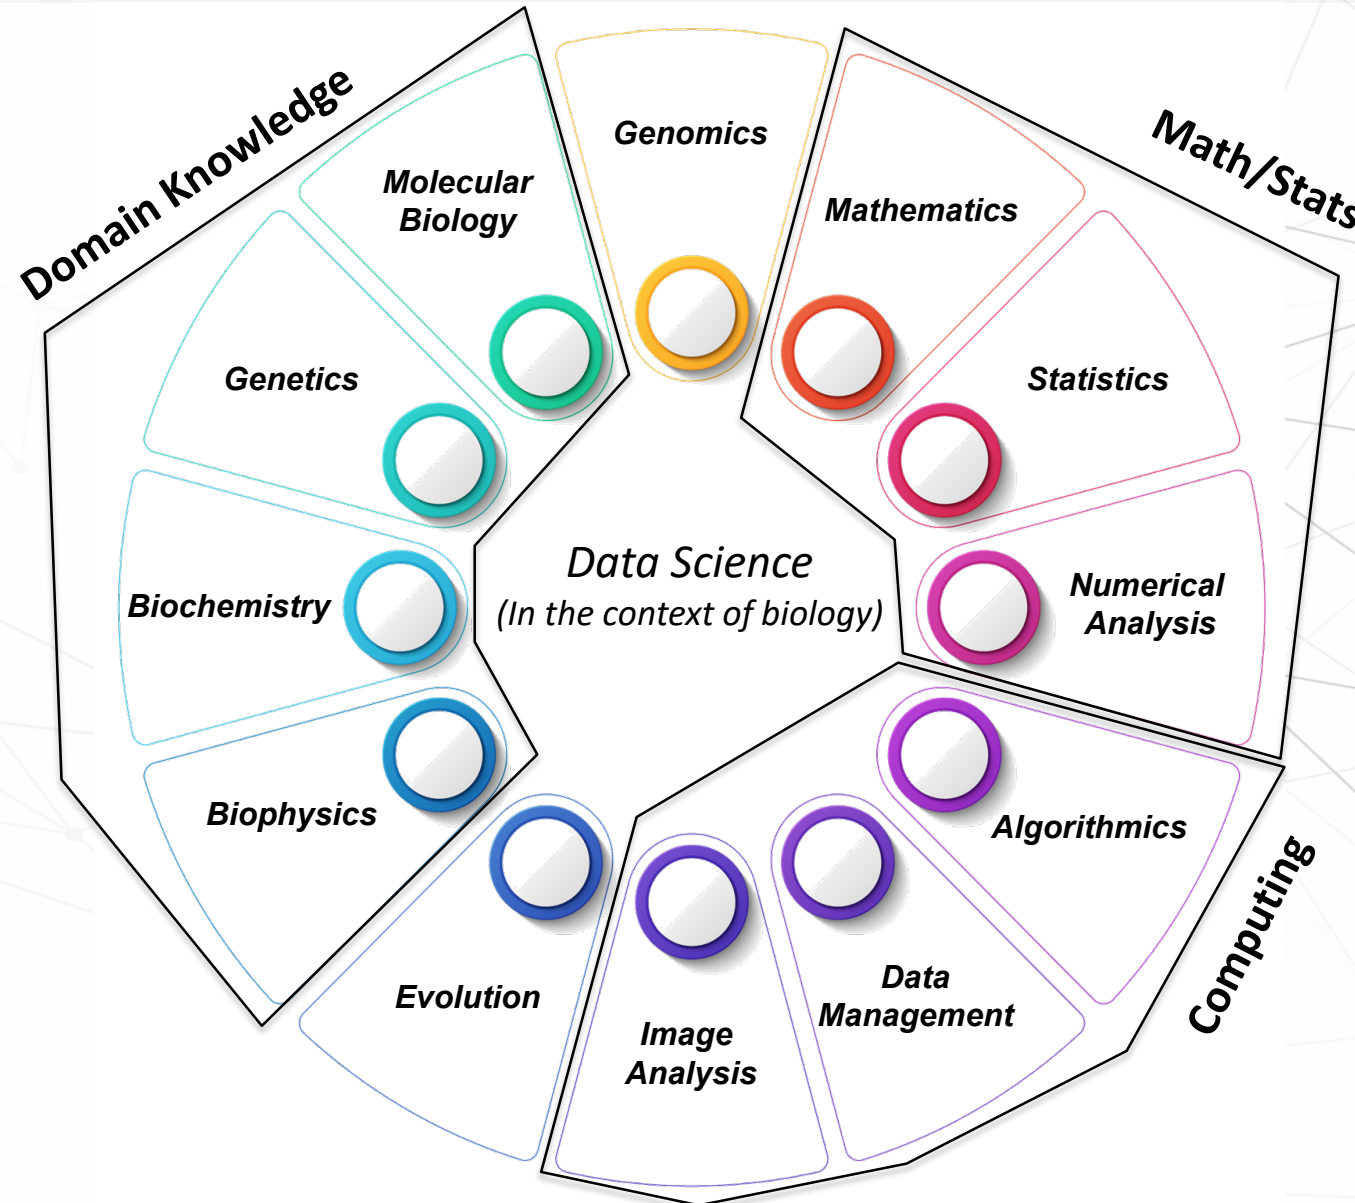 Domain Knowledge
Genomics
Math/Stats
Molecular
Biology
Mathematics
Genetics
Statistics
Data Science
(In the context of biology)
Biochemistry
Numerical
Analysis
Biophysics
Algorithmics
Computing
Evolution
Data
Management
Image
Analysis